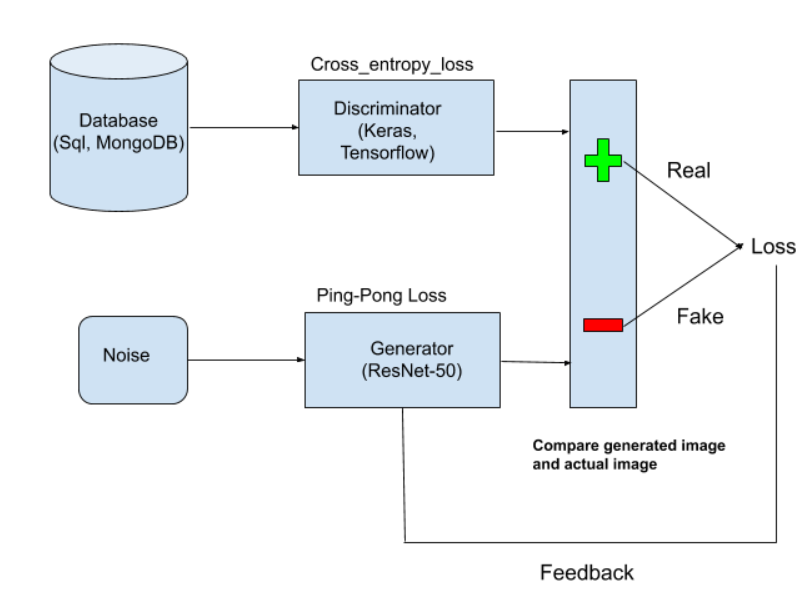 Cross_entropy_loss
Database
(Sql, MongoDB)
Discriminator
(Keras,
Tensorflow)
Real
Loss
Fake
Ping-Pong Loss
Noise
Generator
(ResNet-50)
Compare generated image
and actual image
Feedback